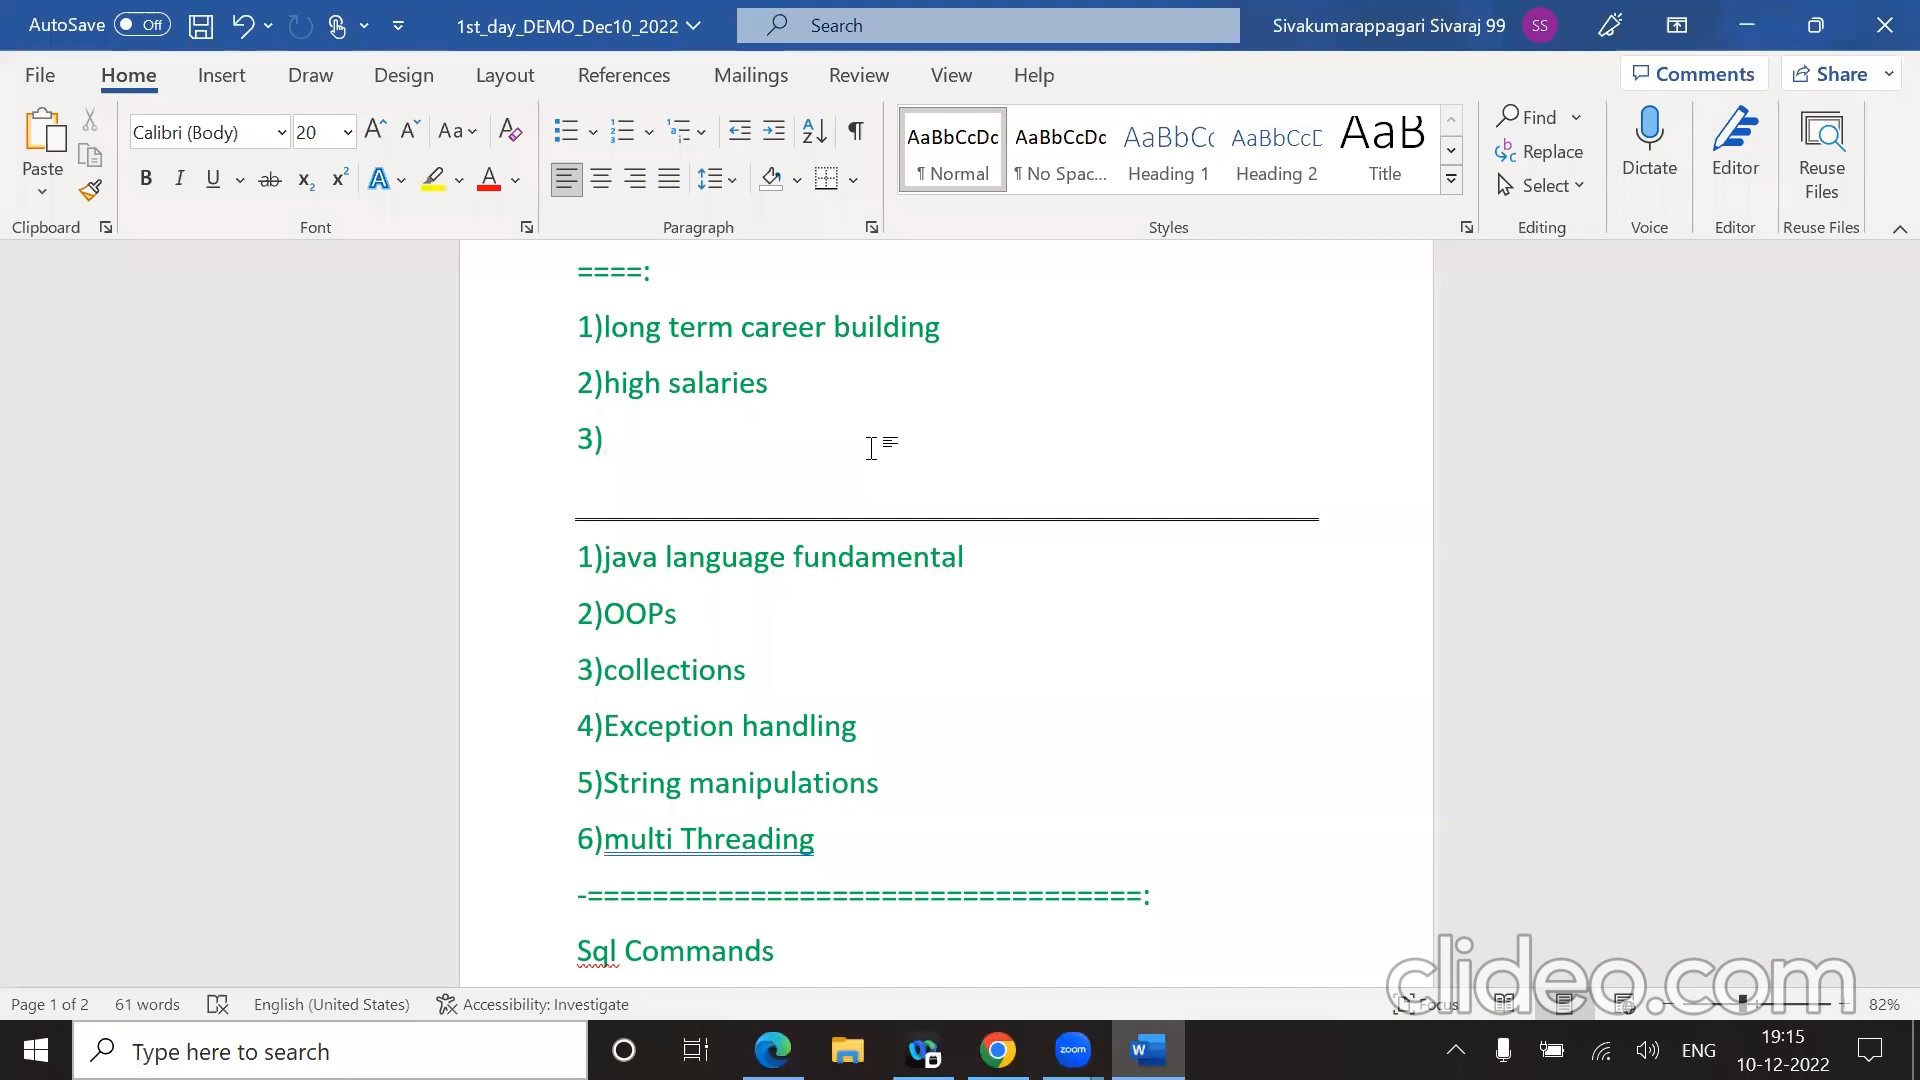 AutoSave Off 1st_day_DEMO_Dec10_2022 Search Sivakumarappagari Sivaraj 99 SS
File Home Insert Draw Design Layout References Mailings Review View Help Comments Share
Paste Calibri (Body) 20 Aa AaBbCcDc AaBbCcDc AaBbCc AaBbCcD AaB Find Replace Select Dictate Editor Reuse Files
¶ Normal ¶ No Spac... Heading 1 Heading 2 Title
Clipboard Font Paragraph Styles Editing Voice Editor Reuse Files
====:
1)long term career building
2)high salaries
3)
1)java language fundamental
2)OOPs
3)collections
4)Exception handling
5)String manipulations
6)multi Threading
-==================================:
Sql Commands
clideo.com
Page 1 of 2 61 words English (United States) Accessibility: Investigate Focus 82%
Type here to search zoom W ENG 19:15
10-12-2022